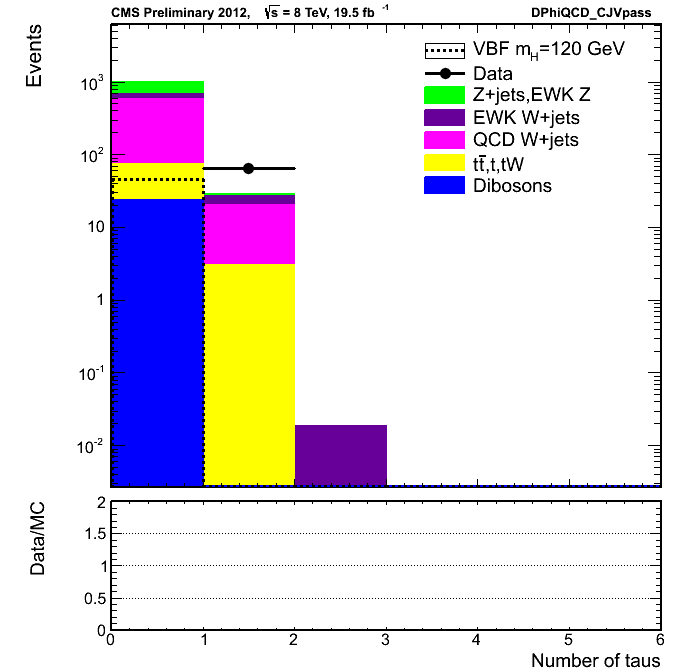 CMS Preliminary 2012, √s = 8 TeV, 19.5 fb⁻¹ DPhiQCD_CJVpass
Events
VBF m_H=120 GeV
Data
Z+jets,EWK Z
EWK W+jets
QCD W+jets
tt̅,t,tW
Dibosons
10³
10²
10
1
10⁻¹
10⁻²
Data/MC
2
1.5
1
0.5
0
0 1 2 3 4 5 6
Number of taus